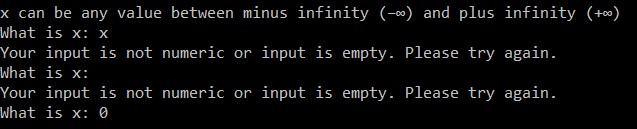 x can be any value between minus infinity (−∞) and plus infinity (+∞)
What is x: x
Your input is not numeric or input is empty. Please try again.
What is x:
Your input is not numeric or input is empty. Please try again.
What is x: 0